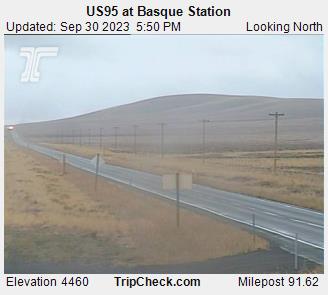 US95 at Basque Station
Updated: Sep 30 2023 5:50 PM Looking North
Elevation 4460 TripCheck.com Milepost 91.62